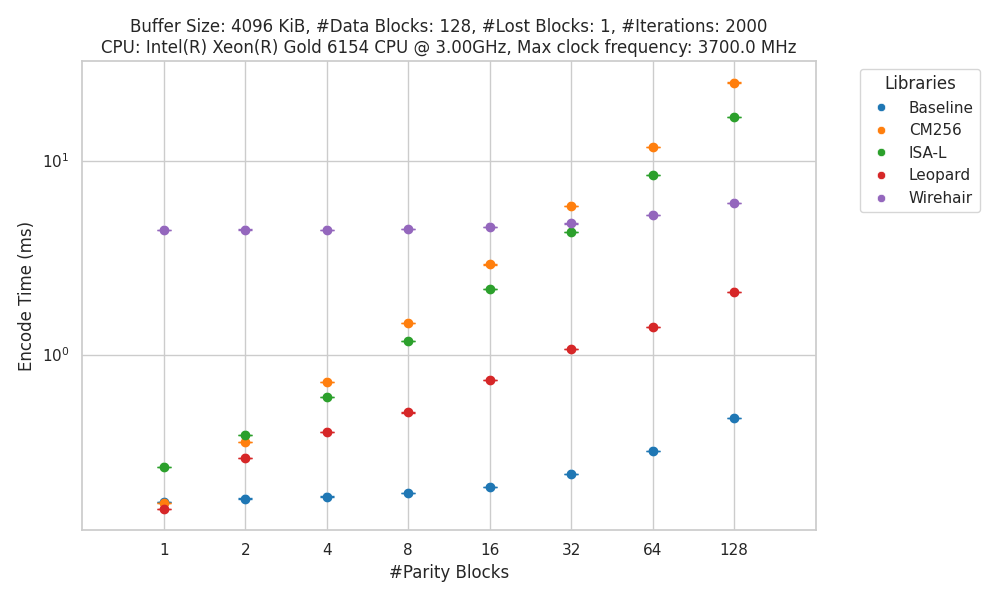 Buffer Size: 4096 KiB, #Data Blocks: 128, #Lost Blocks: 1, #Iterations: 2000
CPU: Intel(R) Xeon(R) Gold 6154 CPU @ 3.00GHz, Max clock frequency: 3700.0 MHz
Libraries
Baseline
CM256
ISA-L
Leopard
Wirehair
Encode Time (ms)
10¹
10⁰
1 2 4 8 16 32 64 128
#Parity Blocks